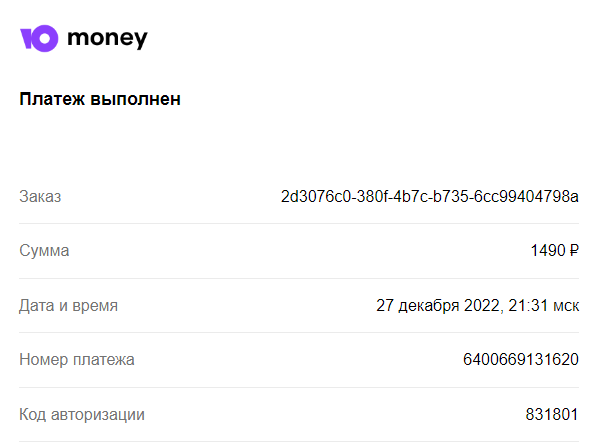 Ю money
Платеж выполнен
Заказ 2d3076c0-380f-4b7c-b735-6cc99404798a
Сумма 1490 ₽
Дата и время 27 декабря 2022, 21:31 мск
Номер платежа 6400669131620
Код авторизации 831801